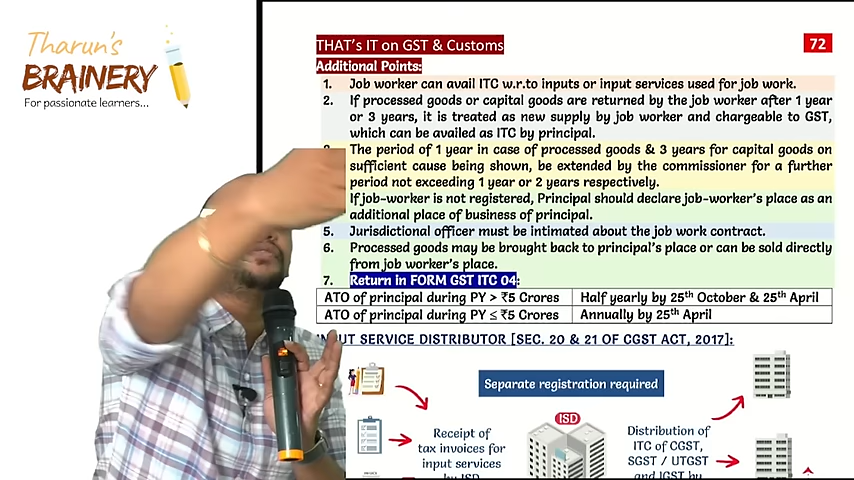 Tharun's
BRAINERY
For passionate learners...
THAT's IT on GST & Customs
72
Additional Points:
1. Job worker can avail ITC w.r.to inputs or input services used for job work.
2. If processed goods or capital goods are returned by the job worker after 1 year
or 3 years, it is treated as new supply by job worker and chargeable to GST,
which can be availed as ITC by principal.
The period of 1 year in case of processed goods & 3 years for capital goods on
sufficient cause being shown, be extended by the commissioner for a further
period not exceeding 1 year or 2 years respectively.
If job-worker is not registered, Principal should declare job-worker's place as an
additional place of business of principal.
5. Jurisdictional officer must be intimated about the job work contract.
6. Processed goods may be brought back to principal's place or can be sold directly
from job worker's place.
7. Return in FORM GST ITC 04:
ATO of principal during PY > ₹5 Crores Half yearly by 25th October & 25th April
ATO of principal during PY ≤ ₹5 Crores Annually by 25th April
SERVICE DISTRIBUTOR [SEC. 20 & 21 OF CGST ACT, 2017]:
Separate registration required
ISD
Receipt of
tax invoices for
input services
by ISD
Distribution of
ITC of CGST,
SGST / UTGST
and IGST by